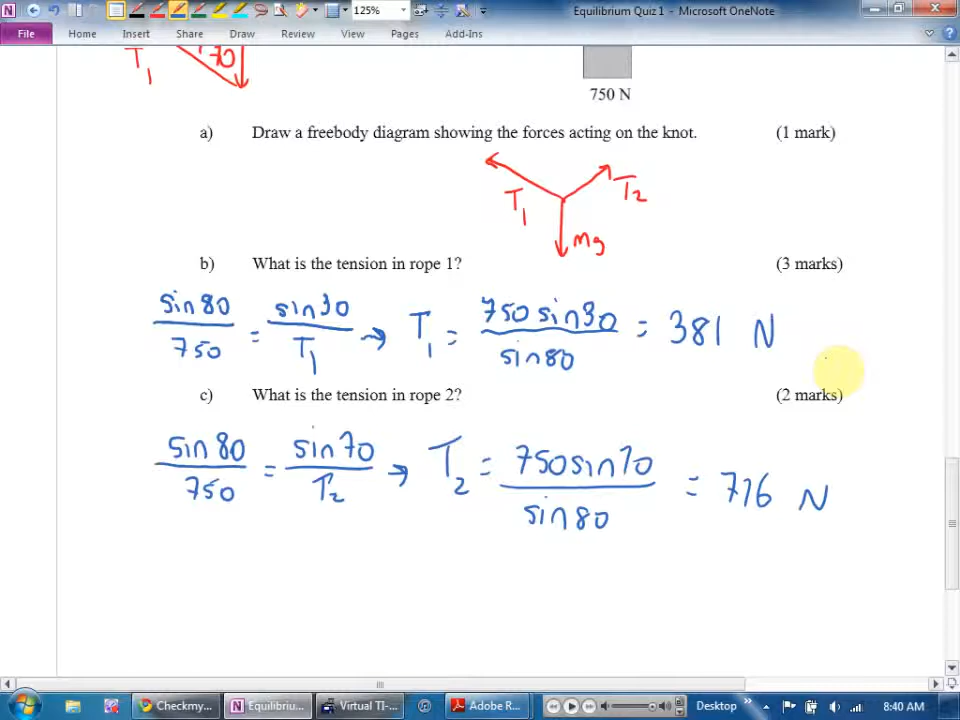 125%
Equilibrium Quiz 1 - Microsoft OneNote
File Home Insert Share Draw Review View Pages Add-Ins
T1 70
750 N
a) Draw a freebody diagram showing the forces acting on the knot. (1 mark)
T1 T2
mg
b) What is the tension in rope 1? (3 marks)
sin80/750 = sin30/T1 → T1 = 750 sin30/sin80 = 381 N
c) What is the tension in rope 2? (2 marks)
sin80/750 = sin70/T2 → T2 = 750sin70/sin80 = 716 N
Checkmy... Equilibriu... Virtual TI-... Adobe R... Desktop 8:40 AM